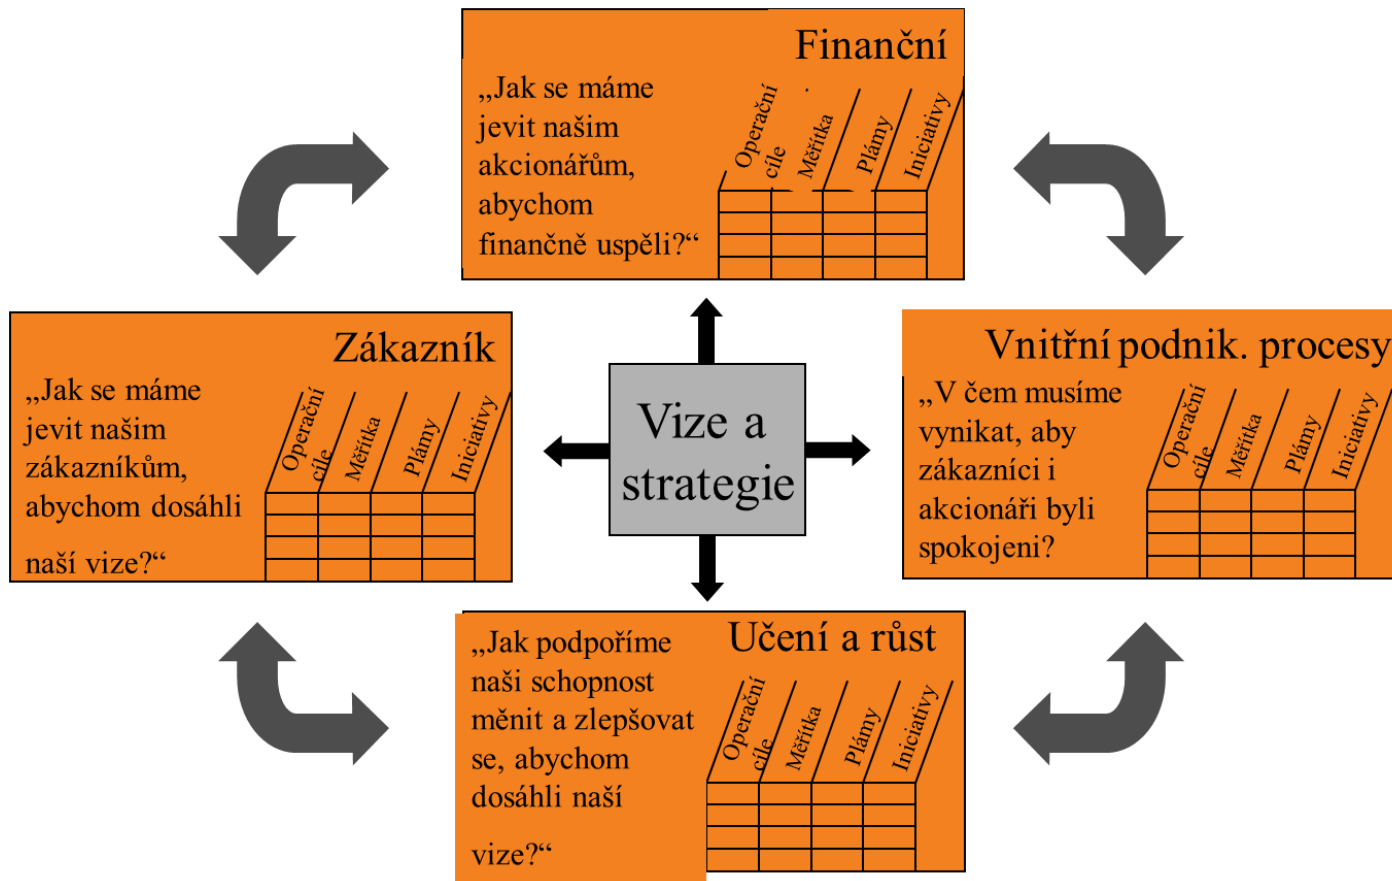 Finanční
„Jak se máme
jevit našim
akcionářům,
abychom
finančně uspěli?“
Operační
cíle
Měřítka
Plámy
Iniciativy
Zákazník
„Jak se máme
jevit našim
zákazníkům,
abychom dosáhli
naší vize?“
Operační
cíle
Měřítka
Plámy
Iniciativy
Vize a
strategie
Vnitřní podnik. procesy
„V čem musíme
vynikat, aby
zákazníci i
akcionáři byli
spokojeni?
Operační
cíle
Měřítka
Plámy
Iniciativy
Učení a růst
„Jak podpoříme
naši schopnost
měnit a zlepšovat
se, abychom
dosáhli naší
vize?“
Operační
cíle
Měřítka
Plámy
Iniciativy